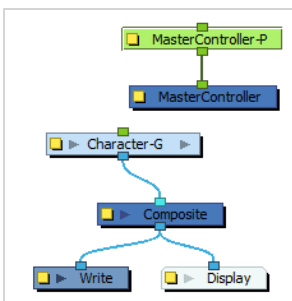 MasterController-P
MasterController
Character-G
Composite
Write
Display